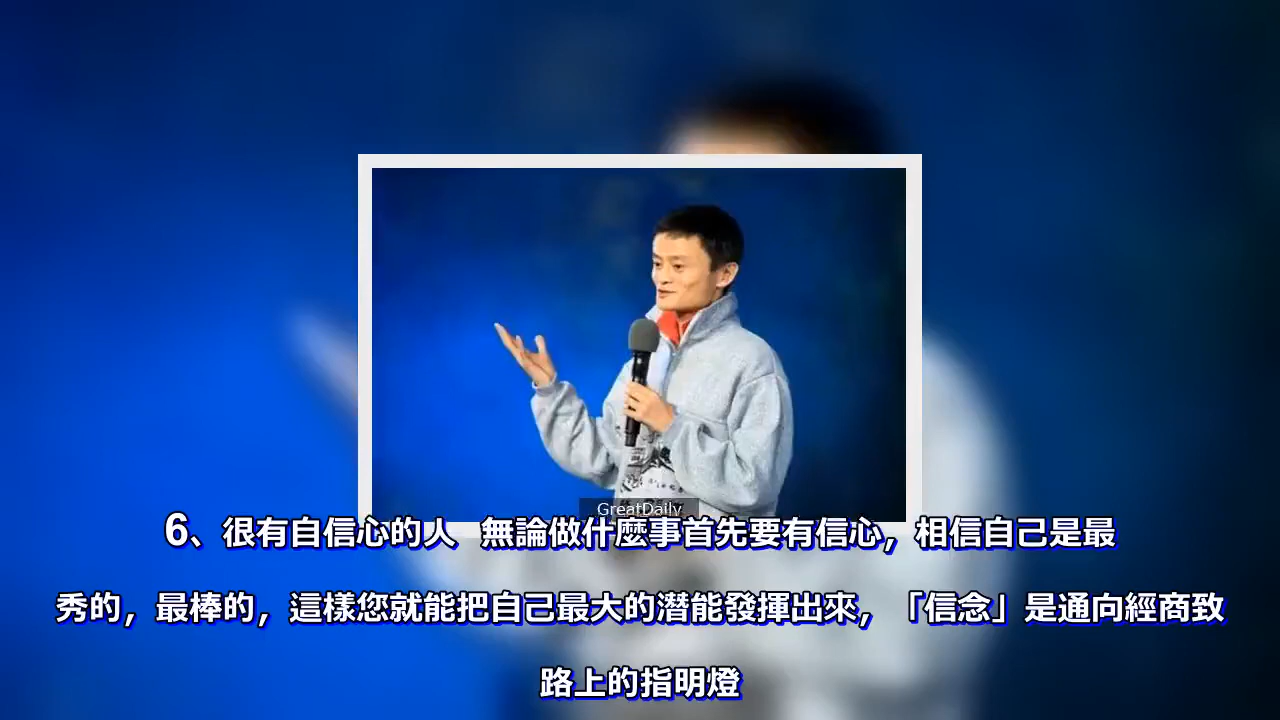 GreatDaily
6、很有自信心的人 無論做什麼事首先要有信心，相信自己是最
秀的，最棒的，這樣您就能把自己最大的潛能發揮出來，「信念」是通向經商致
路上的指明燈